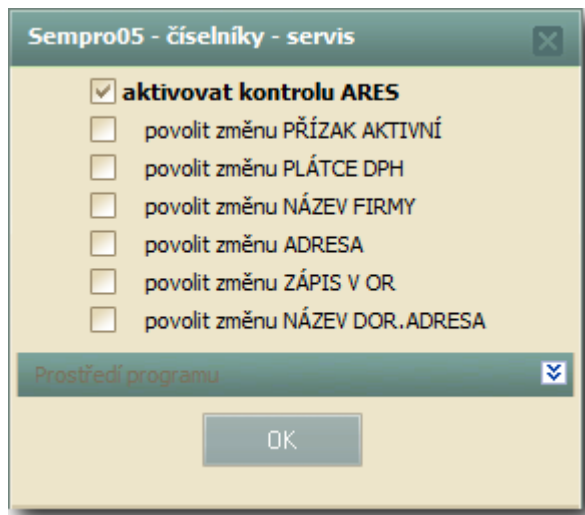 Sempro05 - číselníky - servis
aktivovat kontrolu ARES
povolit změnu PŘÍZAK AKTIVNÍ
povolit změnu PLÁTCE DPH
povolit změnu NÁZEV FIRMY
povolit změnu ADRESA
povolit změnu ZÁPIS V OR
povolit změnu NÁZEV DOR.ADRESA
Prostředí programu
OK